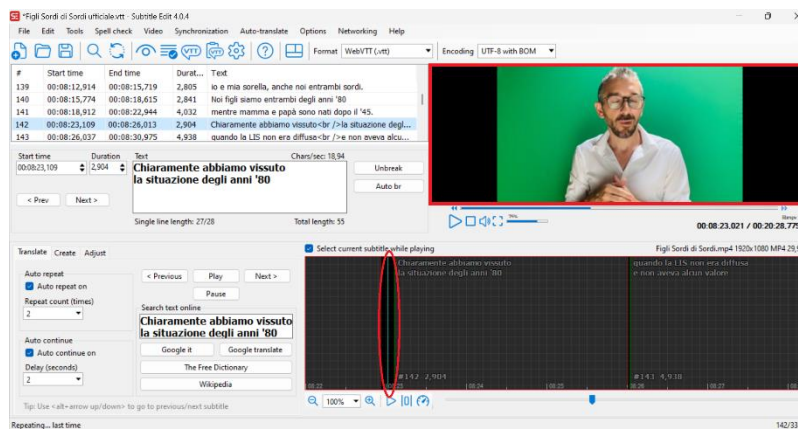 *Figli Sordi di Sordi ufficiale.vtt - Subtitle Edit 4.0.4
File Edit Tools Spell check Video Synchronization Auto-translate Options Networking Help
Format WebVTT (.vtt) Encoding UTF-8 with BOM
# Start time End time Durat... Text
139 00:08:12,914 00:08:15,719 2,805 io e mia sorella, anche noi entrambi sordi.
140 00:08:15,774 00:08:18,615 2,841 Noi figli siamo entrambi degli anni '80
141 00:08:18,912 00:08:22,944 4,032 mentre mamma e papà sono nati dopo il '45.
142 00:08:23,109 00:08:26,013 2,904 Chiaramente abbiamo vissuto<br />la situazione degl...
143 00:08:26,037 00:08:30,975 4,938 quando la LIS non era diffusa<br />e non aveva alcu...
Start time Duration Text Chars/sec: 18,94
00:08:23,109 2,904 Chiaramente abbiamo vissuto
la situazione degli anni '80
Unbreak
Auto br
< Prev Next >
Single line length: 27/28 Total length: 55
00:08:23.021 / 00:20:28,775
Translate Create Adjust
Select current subtitle while playing Figli Sordi di Sordi.mp4 1920x1080 MP4 29,9
Auto repeat
Auto repeat on
Repeat count (times)
2
Auto continue
Auto continue on
Delay (seconds)
2
< Previous Play Next >
Pause
Search text online
Chiaramente abbiamo vissuto
la situazione degli anni '80
Google it Google translate
The Free Dictionary
Wikipedia
Tip: Use <alt+arrow up/down> to go to previous/next subtitle
Chiaramente abbiamo vissuto
la situazione degli anni '80
quando la LIS non era diffusa
e non aveva alcun valore
#142 2,904 #143 4,938
00:22 00:23 00:24 00:25 00:26 00:27
100%
Repeating... last time 142/33